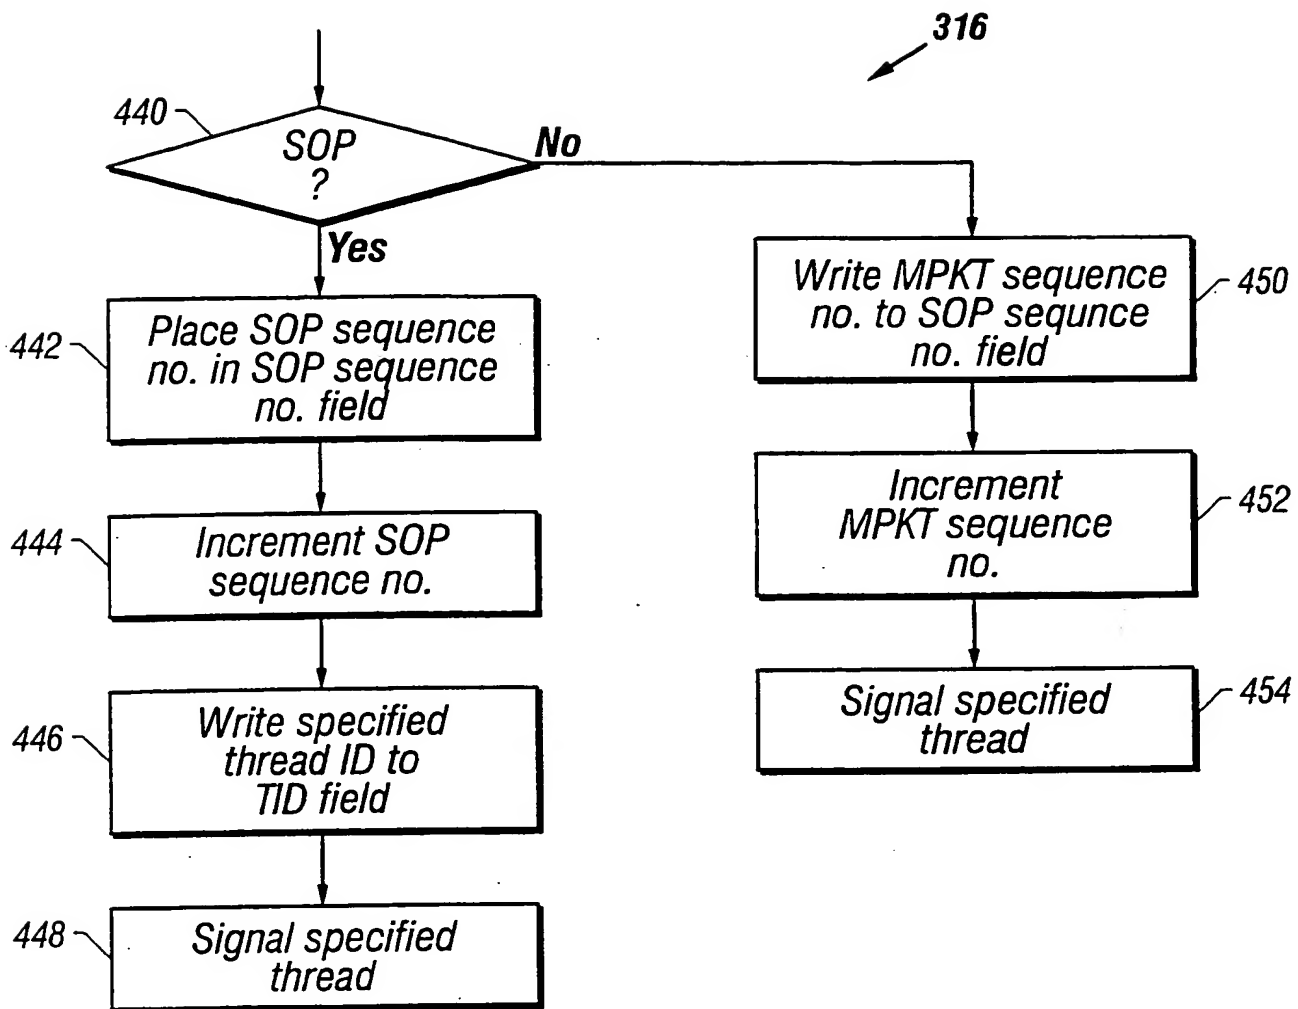 316
440
SOP
?
No
Yes
442
Place SOP sequence
no. in SOP sequence
no. field
444
Increment SOP
sequence no.
446
Write specified
thread ID to
TID field
448
Signal specified
thread
Write MPKT sequence
no. to SOP sequnce
no. field
450
Increment
MPKT sequence
no.
452
Signal specified
thread
454